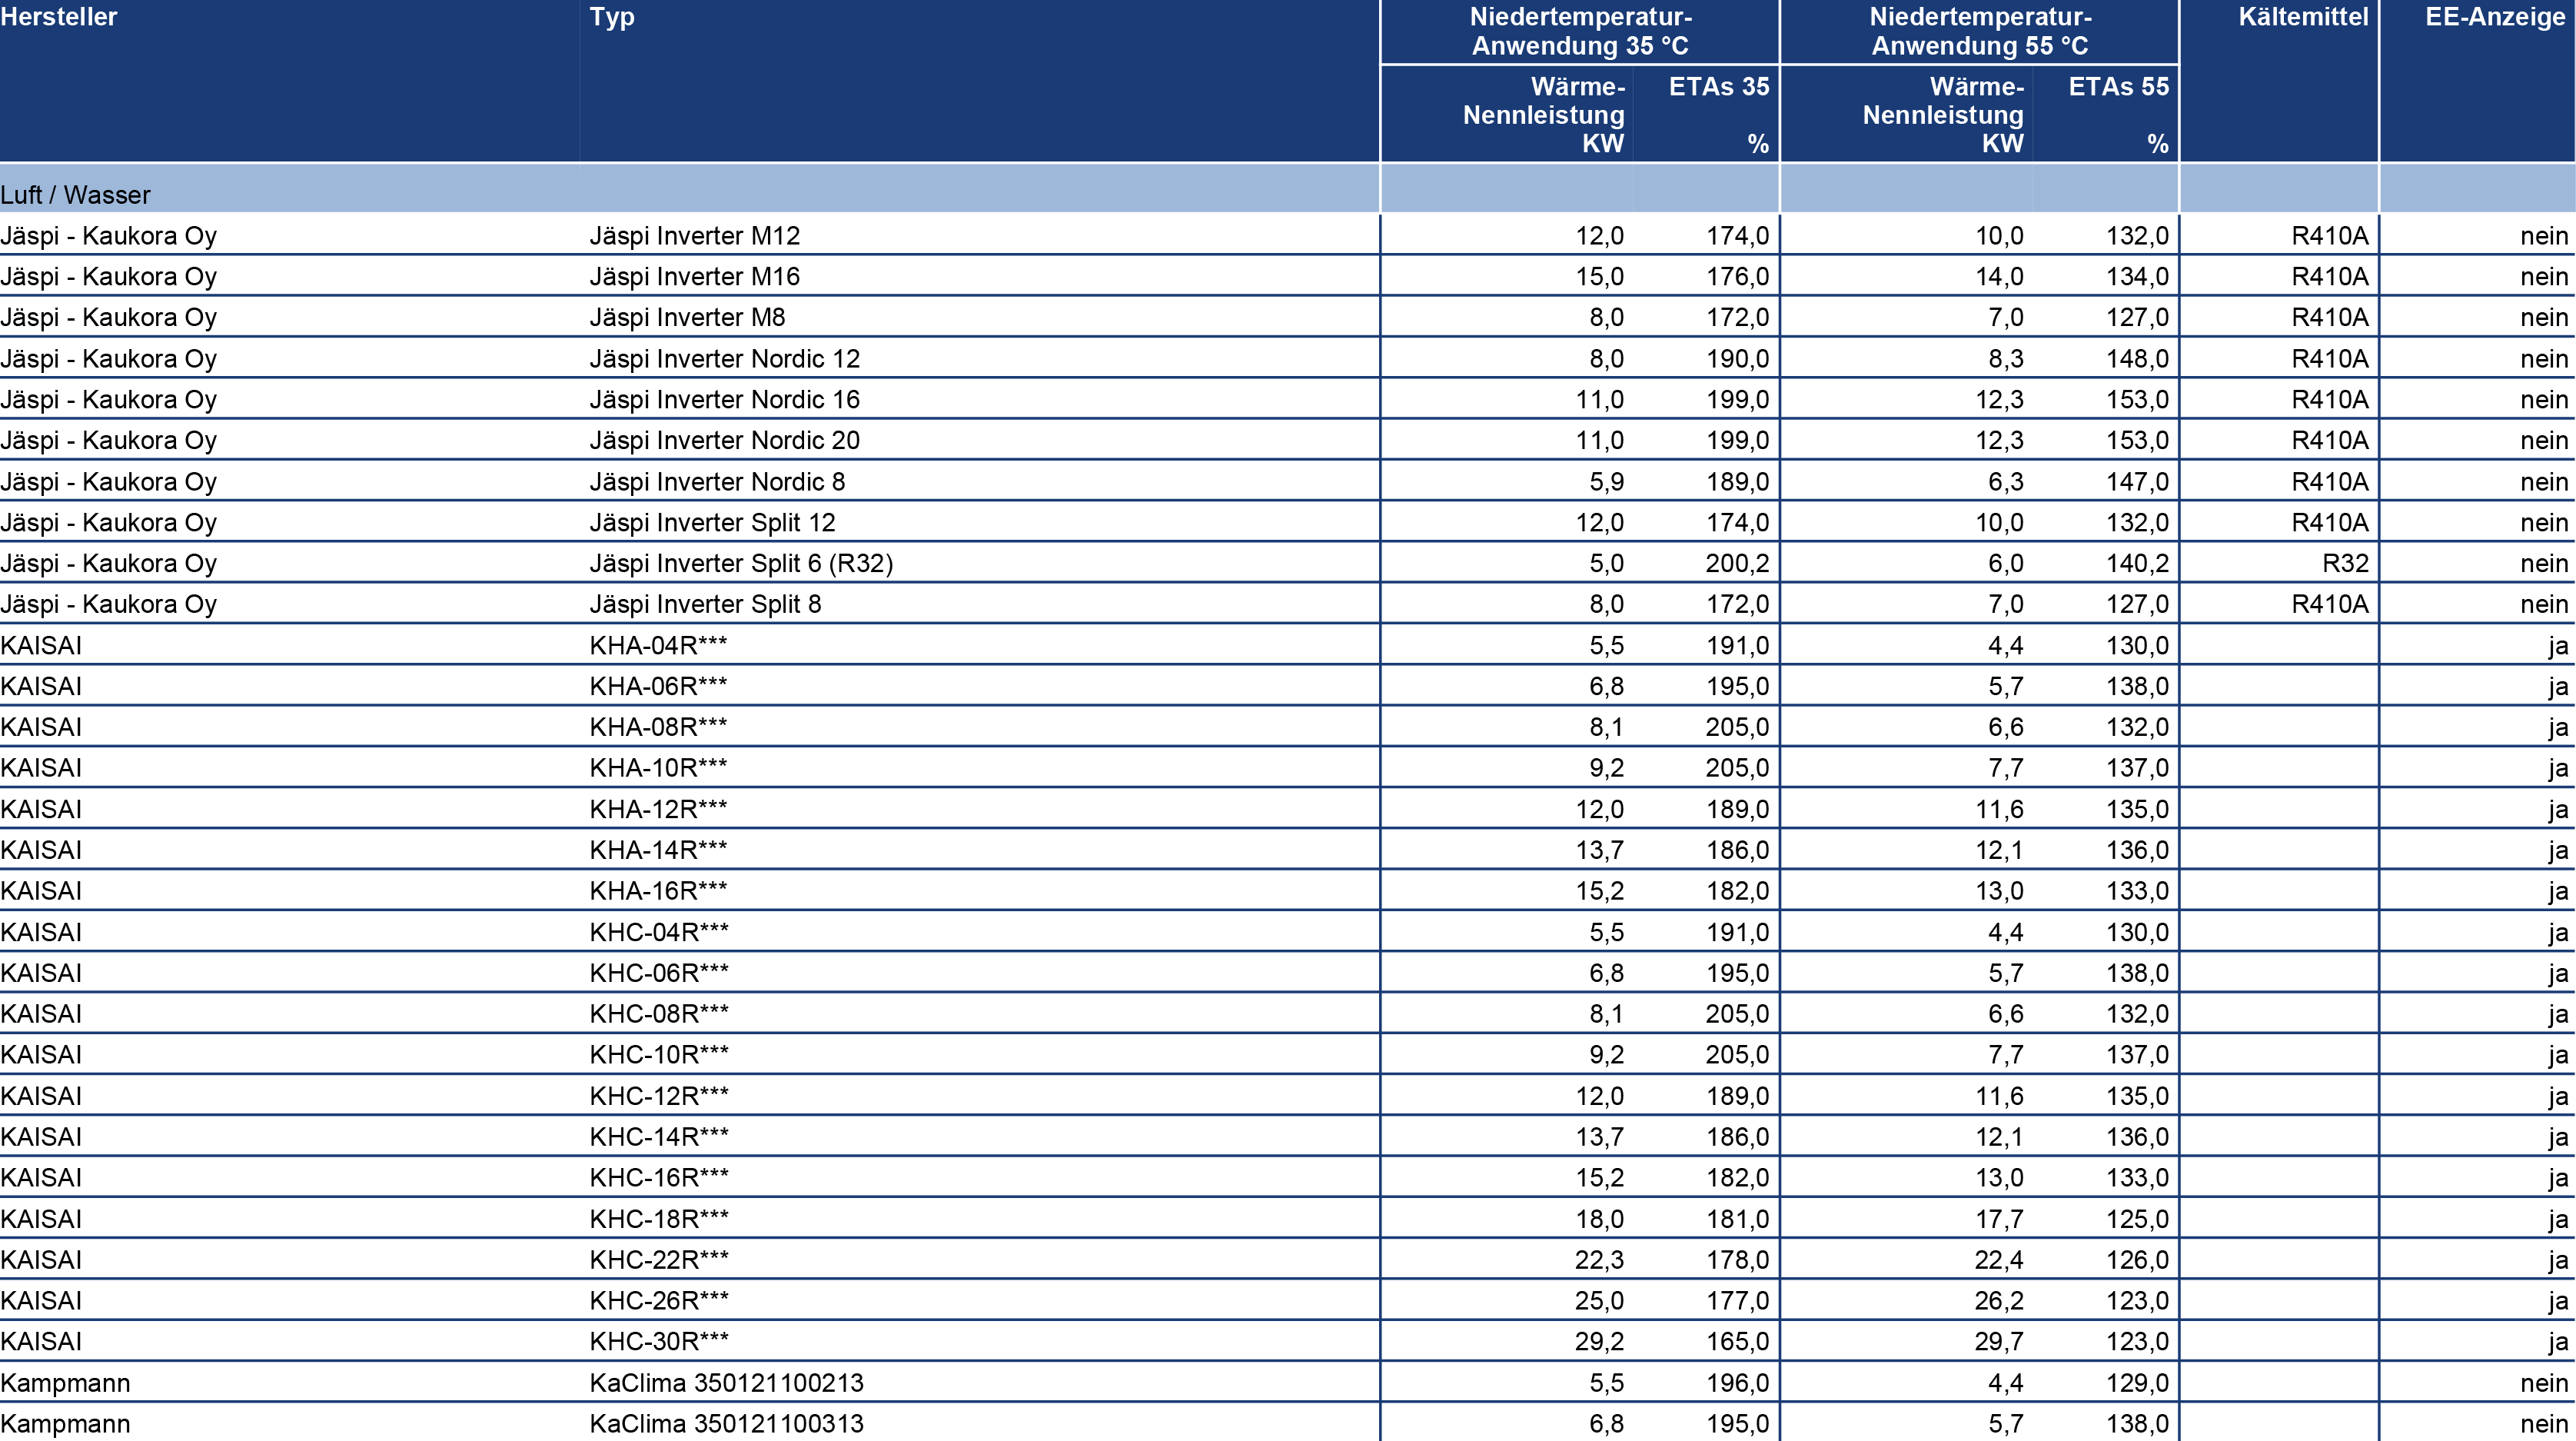 Hersteller Typ Niedertemperatur- Niedertemperatur- Kältemittel EE-Anzeige
Anwendung 35 °C Anwendung 55 °C
Wärme- ETAs 35 Wärme- ETAs 55
Nennleistung Nennleistung
KW % KW %
Luft / Wasser
Jäspi - Kaukora Oy Jäspi Inverter M12 12,0 174,0 10,0 132,0 R410A nein
Jäspi - Kaukora Oy Jäspi Inverter M16 15,0 176,0 14,0 134,0 R410A nein
Jäspi - Kaukora Oy Jäspi Inverter M8 8,0 172,0 7,0 127,0 R410A nein
Jäspi - Kaukora Oy Jäspi Inverter Nordic 12 8,0 190,0 8,3 148,0 R410A nein
Jäspi - Kaukora Oy Jäspi Inverter Nordic 16 11,0 199,0 12,3 153,0 R410A nein
Jäspi - Kaukora Oy Jäspi Inverter Nordic 20 11,0 199,0 12,3 153,0 R410A nein
Jäspi - Kaukora Oy Jäspi Inverter Nordic 8 5,9 189,0 6,3 147,0 R410A nein
Jäspi - Kaukora Oy Jäspi Inverter Split 12 12,0 174,0 10,0 132,0 R410A nein
Jäspi - Kaukora Oy Jäspi Inverter Split 6 (R32) 5,0 200,2 6,0 140,2 R32 nein
Jäspi - Kaukora Oy Jäspi Inverter Split 8 8,0 172,0 7,0 127,0 R410A nein
KAISAI KHA-04R*** 5,5 191,0 4,4 130,0 ja
KAISAI KHA-06R*** 6,8 195,0 5,7 138,0 ja
KAISAI KHA-08R*** 8,1 205,0 6,6 132,0 ja
KAISAI KHA-10R*** 9,2 205,0 7,7 137,0 ja
KAISAI KHA-12R*** 12,0 189,0 11,6 135,0 ja
KAISAI KHA-14R*** 13,7 186,0 12,1 136,0 ja
KAISAI KHA-16R*** 15,2 182,0 13,0 133,0 ja
KAISAI KHC-04R*** 5,5 191,0 4,4 130,0 ja
KAISAI KHC-06R*** 6,8 195,0 5,7 138,0 ja
KAISAI KHC-08R*** 8,1 205,0 6,6 132,0 ja
KAISAI KHC-10R*** 9,2 205,0 7,7 137,0 ja
KAISAI KHC-12R*** 12,0 189,0 11,6 135,0 ja
KAISAI KHC-14R*** 13,7 186,0 12,1 136,0 ja
KAISAI KHC-16R*** 15,2 182,0 13,0 133,0 ja
KAISAI KHC-18R*** 18,0 181,0 17,7 125,0 ja
KAISAI KHC-22R*** 22,3 178,0 22,4 126,0 ja
KAISAI KHC-26R*** 25,0 177,0 26,2 123,0 ja
KAISAI KHC-30R*** 29,2 165,0 29,7 123,0 ja
Kampmann KaClima 350121100213 5,5 196,0 4,4 129,0 nein
Kampmann KaClima 350121100313 6,8 195,0 5,7 138,0 nein